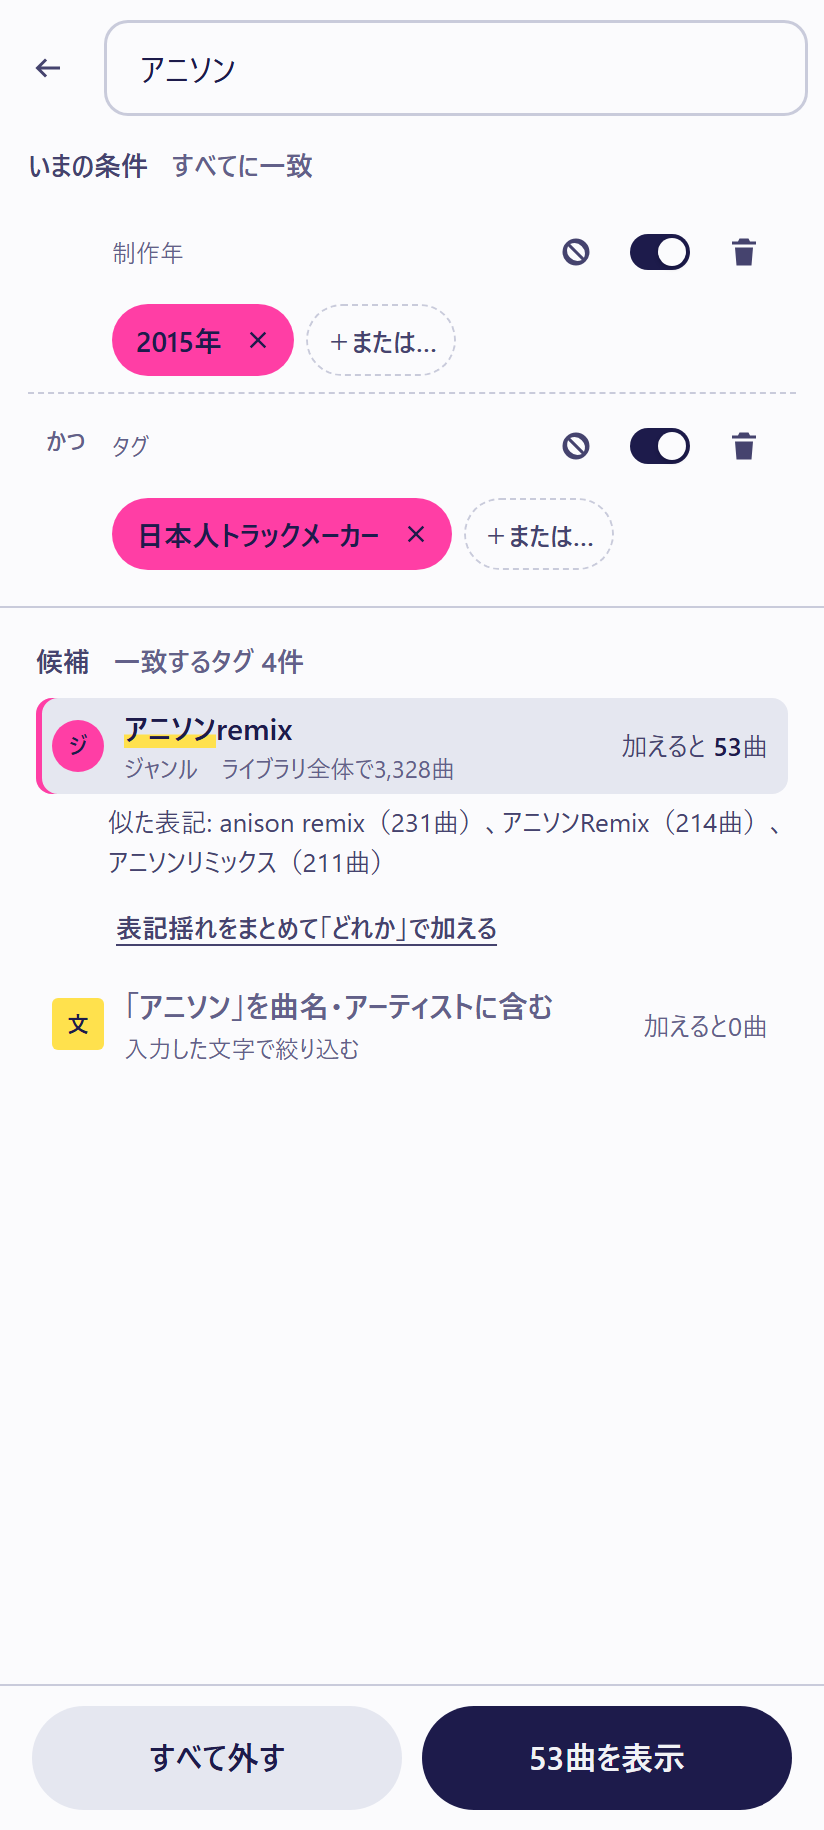 アニソン
いまの条件 すべてに一致
制作年
2015年 ×
＋または…
かつ タグ
日本人トラックメーカー ×
＋または…
候補 一致するタグ 4件
ジ
アニソンremix
ジャンル ライブラリ全体で3,328曲
加えると 53曲
似た表記: anison remix（231曲）、アニソンRemix（214曲）、
アニソンリミックス（211曲）
表記揺れをまとめて「どれか」で加える
文
「アニソン」を曲名・アーティストに含む
入力した文字で絞り込む
加えると0曲
すべて外す
53曲を表示